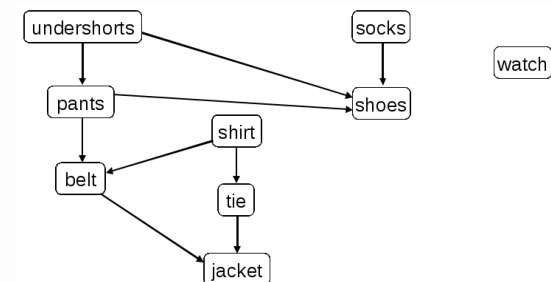 undershorts
socks
watch
pants
shoes
shirt
belt
tie
jacket